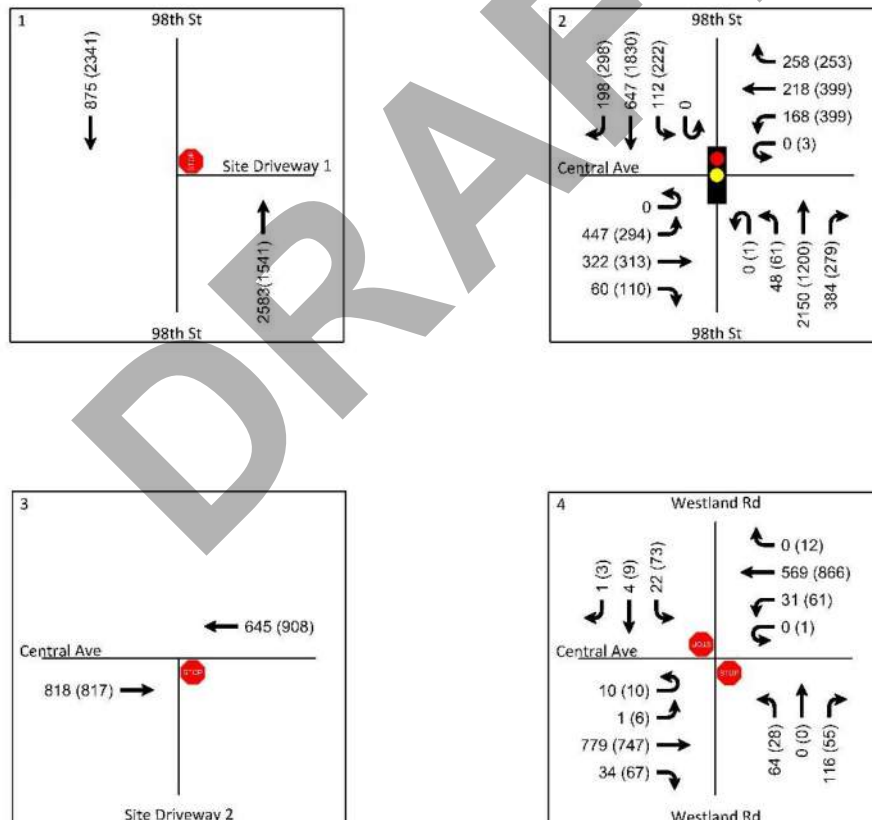 1
98th St
875 (2341)
STOP
Site Driveway 1
2583(1541)
98th St
2
98th St
198 (298)
647 (1830)
112 (222)
0
258 (253)
218 (399)
168 (399)
0 (3)
Central Ave
0
447 (294)
322 (313)
60 (110)
0 (1)
48 (61)
2150 (1200)
384 (279)
98th St
3
645 (908)
Central Ave
STOP
818 (817)
Site Driveway 2
4
Westland Rd
1 (3)
4 (9)
22 (73)
0 (12)
569 (866)
31 (61)
0 (1)
Central Ave
STOP
STOP
10 (10)
1 (6)
779 (747)
34 (67)
64 (28)
0 (0)
116 (55)
Westland Rd
DRAF